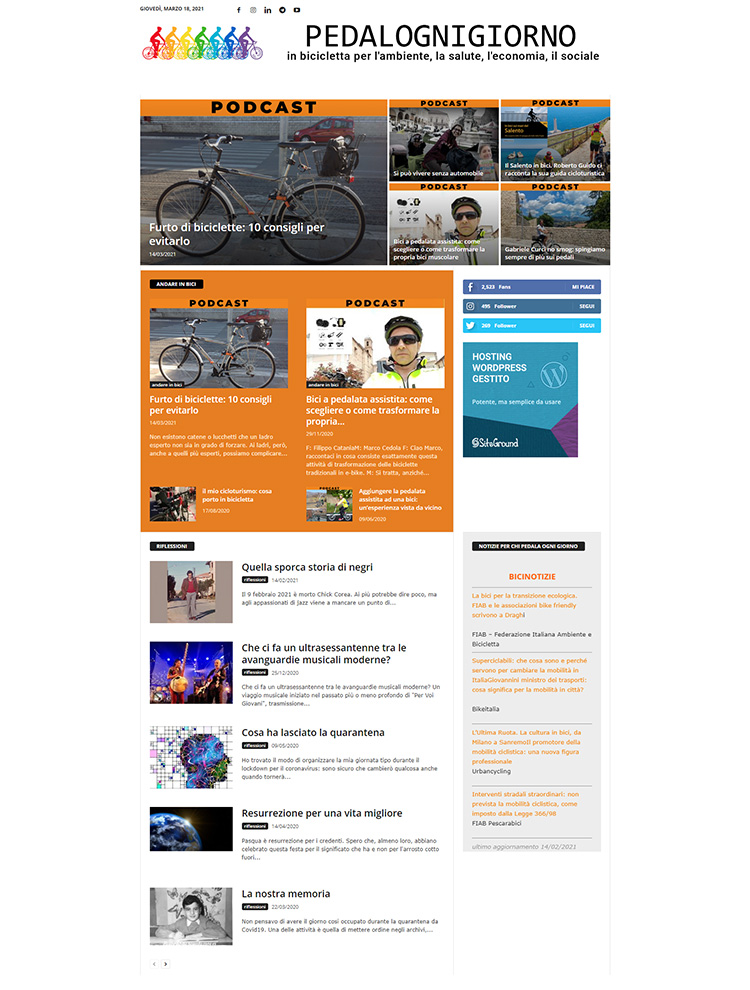 GIOVEDÌ, MARZO 18, 2021
PEDALOGNIGIORNO
in bicicletta per l'ambiente, la salute, l'economia, il sociale
PODCAST
Furto di biciclette: 10 consigli per
evitarlo
14/03/2021
PODCAST
Si può vivere senza automobile
PODCAST
Il Salento in bici. Roberto Guido ci
racconta la sua guida cicloturistica
PODCAST
Bici a pedalata assistita: come
scegliere o come trasformare la
propria bici muscolare
PODCAST
Gabriele Curci no smog: spingiamo
sempre di più sui pedali
ANDARE IN BICI
PODCAST
andare in bici
Furto di biciclette: 10 consigli
per evitarlo
14/03/2021
Non esistono catene o lucchetti che un ladro
esperto non sia in grado di forzare. Ai ladri, però,
anche a quelli più esperti, possiamo complicare...
PODCAST
andare in bici
Bici a pedalata assistita: come
scegliere o come trasformare la
propria...
29/11/2020
F: Filippo CataniaM: Marco Cedola F: Ciao Marco,
raccontaci in cosa consiste esattamente questa
attività di trasformazione delle biciclette
tradizionali in e-bike. M: Si tratta, anziché...
il mio cicloturismo: cosa
porto in bicicletta
17/08/2020
PODCAST
Aggiungere la pedalata
assistita ad una bici:
un'esperienza vista da vicino
09/06/2020
2,523 Fans MI PIACE
495 Follower SEGUI
269 Follower SEGUI
HOSTING
WORDPRESS
GESTITO
Potente, ma semplice da usare
SiteGround
RIFLESSIONI
Quella sporca storia di negri
riflessioni 14/02/2021
Il 9 febbraio 2021 è morto Chick Corea. Ai più potrebbe dire poco, ma
agli appassionati di jazz viene a mancare un punto di...
Che ci fa un ultrasessantenne tra le
avanguardie musicali moderne?
riflessioni 25/12/2020
Che ci fa un ultrasessantenne tra le avanguardie musicali moderne? Un
viaggio musicale iniziato nel passato più o meno profondo di "Per Voi
Giovani", trasmissione...
Cosa ha lasciato la quarantena
riflessioni 09/05/2020
Ho trovato il modo di organizzare la mia giornata tipo durante il
lockdown per il coronavirus: sono sicuro che cambierò qualcosa anche
quando tornerà...
Resurrezione per una vita migliore
riflessioni 14/04/2020
Pasqua è resurrezione per i credenti. Spero che, almeno loro, abbiano
celebrato questa festa per il significato che ha e non per l'arrosto cotto
fuori...
La nostra memoria
riflessioni 22/03/2020
Non pensavo di avere il giorno così occupato durante la quarantena da
Covid19. Una delle attività è quella di mettere ordine negli archivi,...
NOTIZIE PER CHI PEDALA OGNI GIORNO
BICINOTIZIE
La bici per la transizione ecologica.
FIAB e le associazioni bike friendly
scrivono a Draghi
FIAB – Federazione Italiana Ambiente e
Bicicletta
Superciclabili: che cosa sono e perché
servono per cambiare la mobilità in
ItaliaGiovannini ministro dei trasporti:
cosa significa per la mobilità in città?
Bikeitalia
L'Ultima Ruota. La cultura in bici, da
Milano a SanremoIl promotore della
mobilità ciclistica: una nuova figura
professionale
Urbancycling
Interventi stradali straordinari: non
prevista la mobilità ciclistica, come
imposto dalla Legge 366/98
FIAB Pescarabici
ultimo aggiornamento 14/02/2021